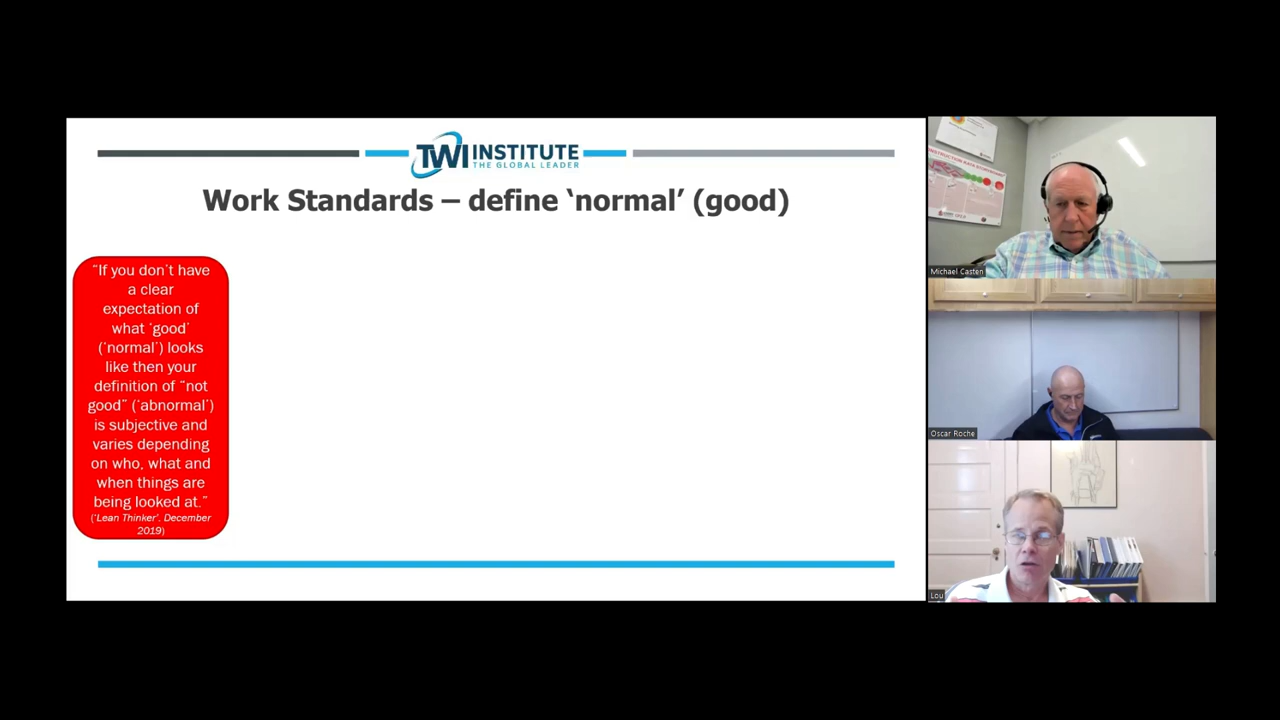 TWI INSTITUTE
THE GLOBAL LEADER
Work Standards – define ‘normal’ (good)
“If you don’t have
a clear
expectation of
what ‘good’
(‘normal’) looks
like then your
definition of “not
good” (‘abnormal’)
is subjective and
varies depending
on who, what and
when things are
being looked at.”
(‘Lean Thinker’, December
2019)
Michael Casten
Oscar Roche
Lou